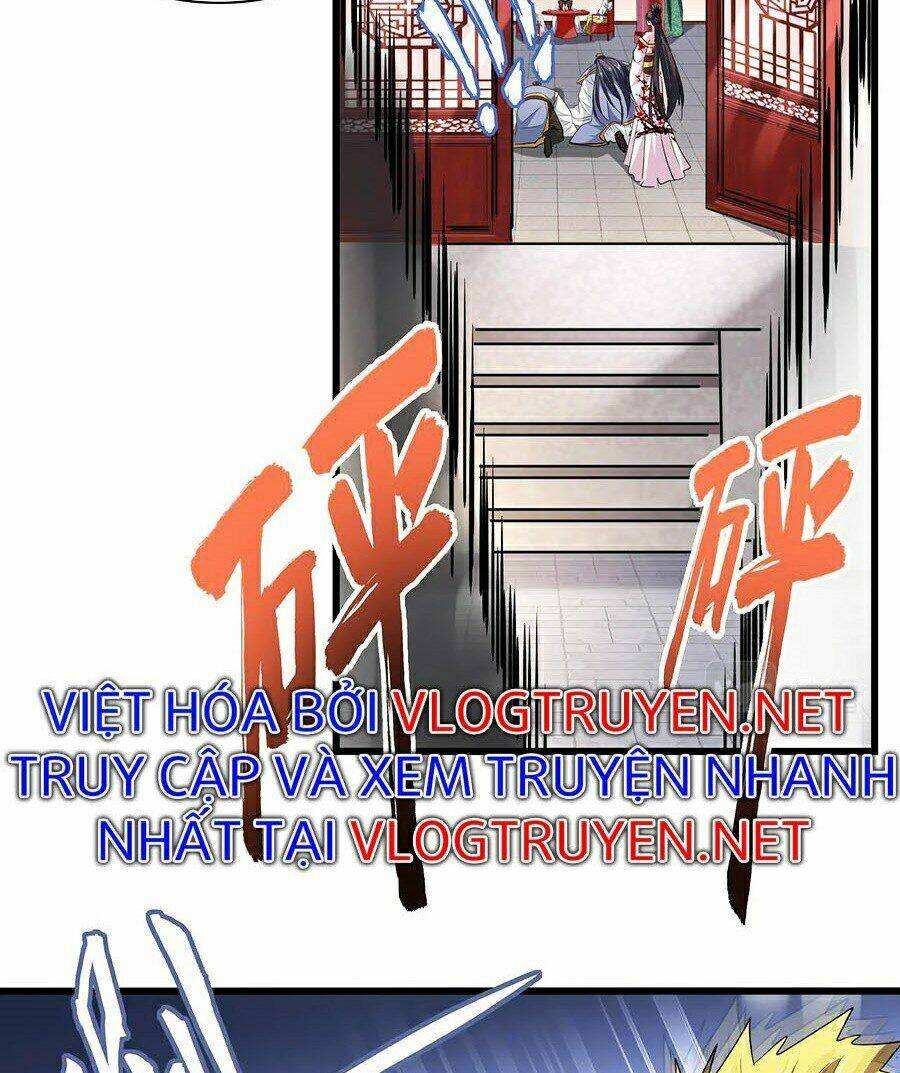 砰
砰
VIỆT HÓA BỞI VLOGTRUYEN.NET
TRUY CẬP VÀ XEM TRUYỆN NHANH
NHẤT TẠI VLOGTRUYEN.NET